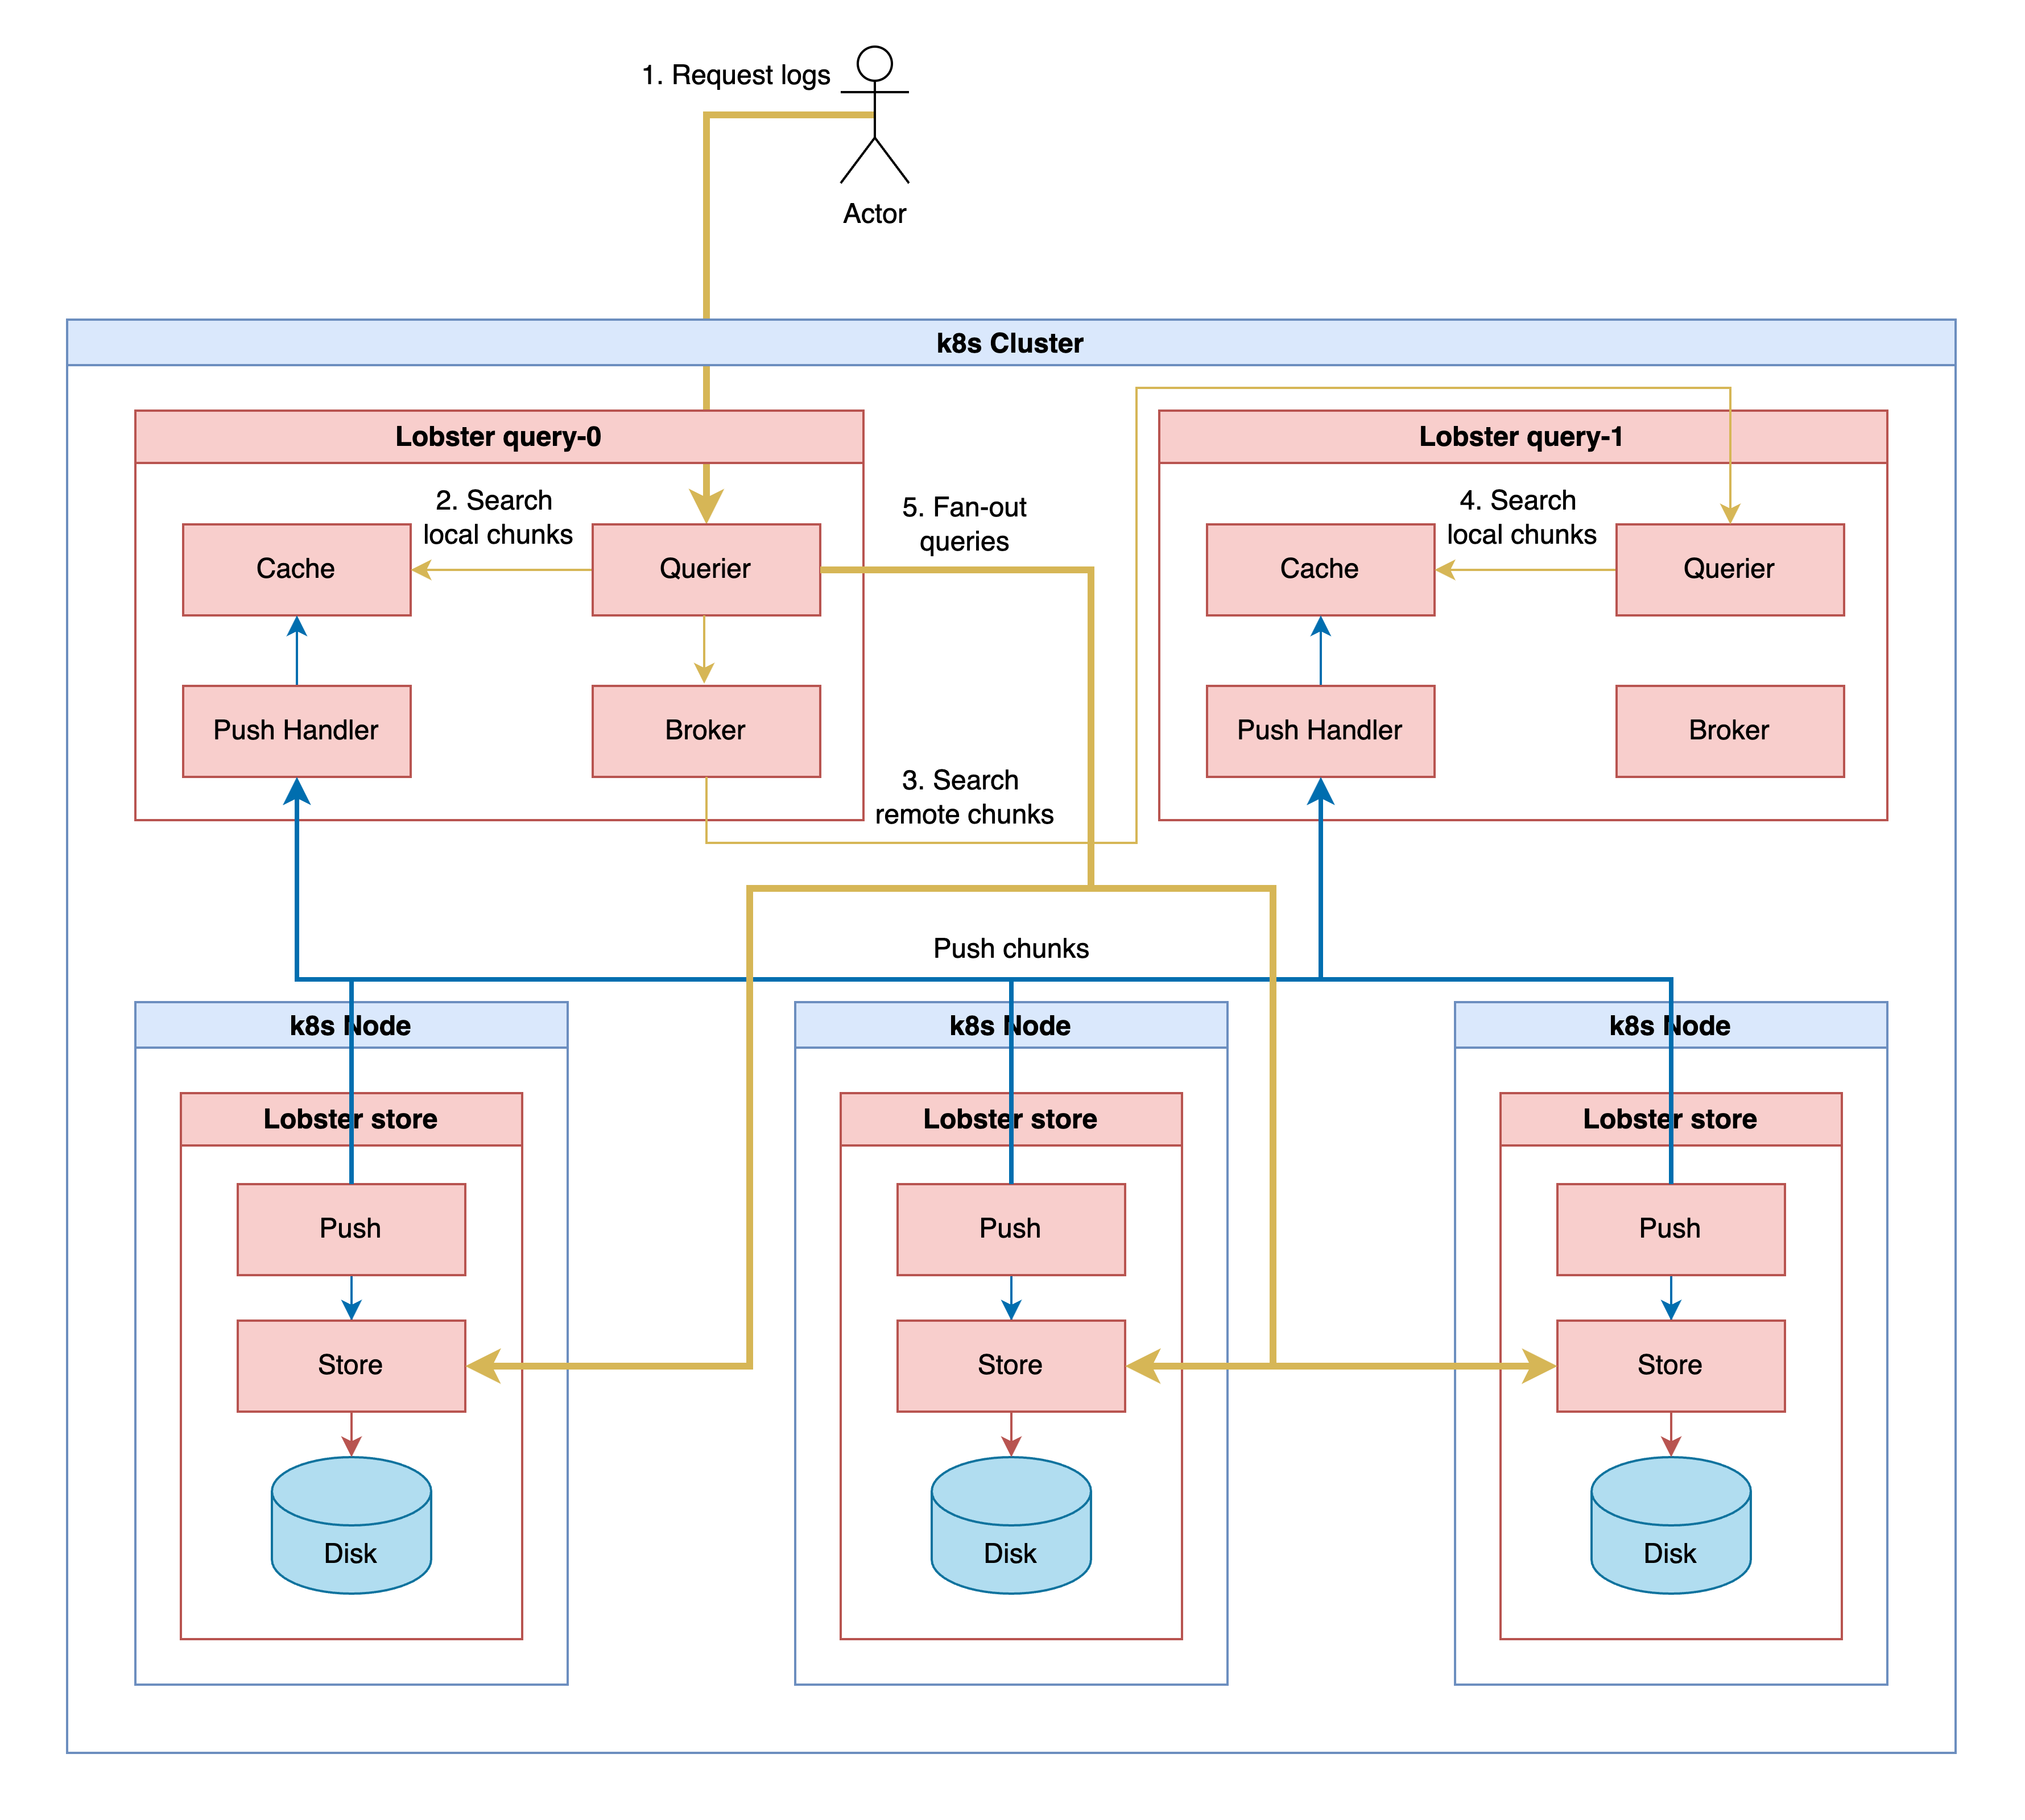 1. Request logs
Actor
k8s Cluster
Lobster query-0
2. Search
local chunks
Cache
Querier
Push Handler
Broker
5. Fan-out
queries
3. Search
remote chunks
Lobster query-1
4. Search
local chunks
Cache
Querier
Push Handler
Broker
Push chunks
k8s Node
Lobster store
Push
Store
Disk
k8s Node
Lobster store
Push
Store
Disk
k8s Node
Lobster store
Push
Store
Disk